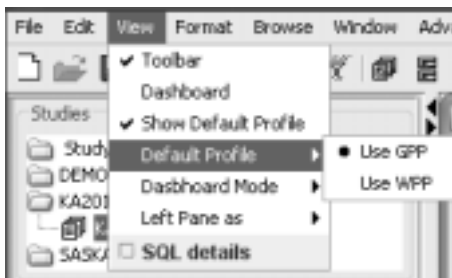 File Edit View Format Browse Window Adv
Toolbar
Dashboard
Studies
Show Default Profile
Study
Default Profile
Use GPP
DEMO
Dasbhoard Mode
Use WPP
KA201
Left Pane as
SASKA
SQL details